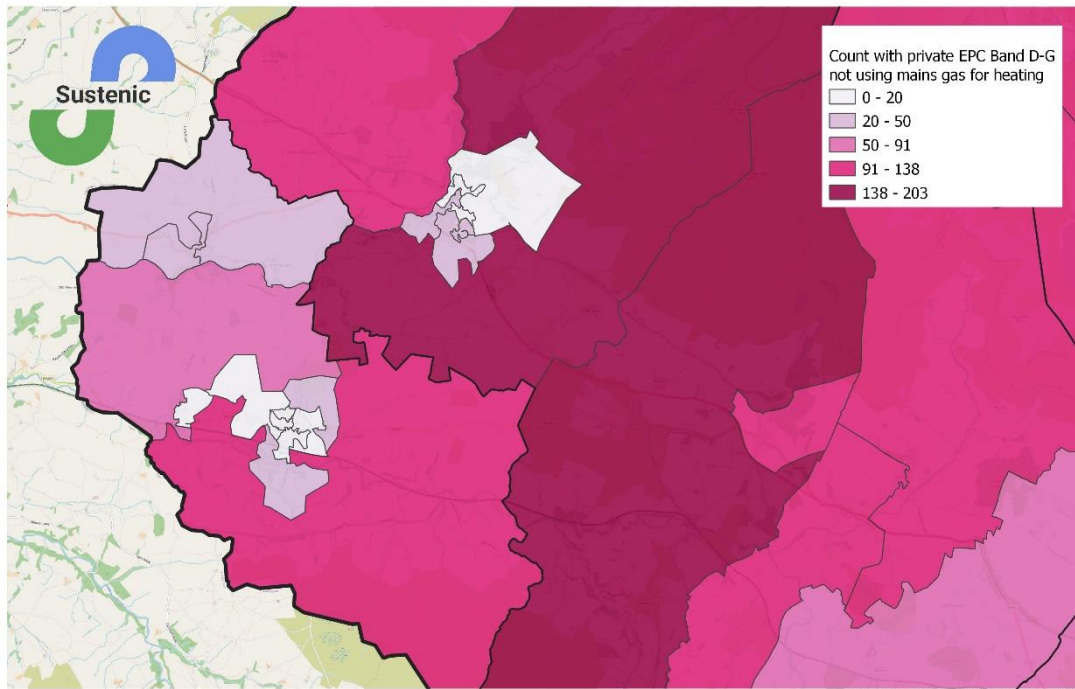 Sustenic
Count with private EPC Band D-G
not using mains gas for heating
0 - 20
20 - 50
50 - 91
91 - 138
138 - 203